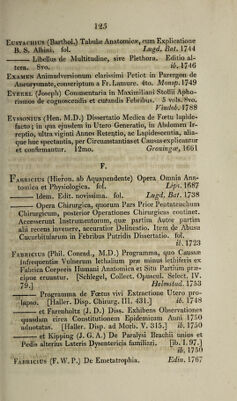 125
Eustachius (Barthol.) Tabulæ Anatomicæ, cum Explicatione
B. S. Albini. fol. Lugd. Bat. 1744
——— Libellus de Multitudine, sive Plethora. Editio al-
tera. 8vo. ib. 1746
Examen Animadversionum clarissimi Petiot in Parergon de
Aneurysmate, conscriptum a Fr. Lamure. 4to. Monsp. 1749
Eyerel (Joseph) Commentaria in Maximiliani Stollii Apho-
rismos de cognoscendis et curandis Febribus. 5 vols. 8vo.
Vindob. 1788
Eyssonius (Hen. M.D.) Dissertatio Medica de Fœtu lapide-
facto; in qua ejusdem in Utero Generatio, in Abdomen Ir-
reptio, ultra viginti Annos Retentio, ac Lapidescentia, alia-
que huc spectantia, per Circumstantias et Causas explicantur
et confirmantur. 12mo. Groningæ, 1661
F.
Fabricius (Hieron. ab Aquapendente) Opera Omnia Ana-
tomica et Physiologica. fol. Lips. 1687
——— Idem. Edit. novissima. fol. Lugd. Bat. 1738
——— Opera Chirurgica, quorum Pars Prior Pentateuchum
Chirurgicum, posterior Operationes Chirurgicas continet.
Accesserunt Instrumentorum, quæ partim Autor partim
alii recens invenere, accuratior Delineatio. Item de Abusu
Cucurbitularum in Febribus Putridis Dissertatio. fol.
ib. 1723
Fabricius (Phil. Conrad, M.D.) Programma, quo Causæ
infrequentiæ Vulnerum lethalium præ minus lethiferis ex
Fabrica Corporis Humani Anatomica et Situ Partium præ-
cipue eruuntur. [Schlegel, Collect. Opuscul. Select. IV.
79.] Helmstad. 1753
——— Programma de Fœtus vivi Extractione Utero pro-
lapso. [Haller. Disp. Chirurg. III. 431.] ib. 1748
——— et Farenholtz (J. D.) Diss. Exhibens Observationes
quasdam circa Constitutionem Epidemicam Anni 1750
adnotatas. [Haller. Disp. ad Morb. V. 315.] ib. 1750
——— et Kipping (J. G. A.) De Paralysi Brachii unius et
Pedis alterius Lateris Dysentericis familiari. [ib. I. 97.]
ib. 1750
Fabricius (F. W. P.) De Emetatrophia. Edin. 1767